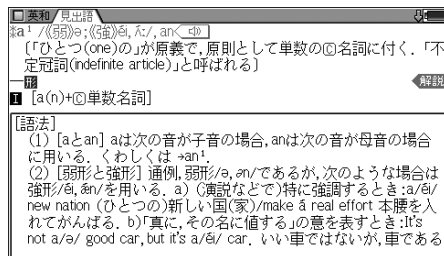 英和/見出語
*a¹ /《弱》ə;《強》éi, ʌ́:/, an
〔「ひとつ(one)の」が原義で,原則として単数のⒸ名詞に付く.「不
定冠詞(indefinite article)」と呼ばれる〕
━形 解説
1 [a(n)+Ⓒ単数名詞]
[語法]
(1) [aとan] aは次の音が子音の場合,anは次の音が母音の場合
に用いる. くわしくは →an¹.
(2) [弱形と強形] 通例,弱形/ə, ən/であるが,次のような場合は
強形/éi, ǽn/を用いる. a) (演説などで)特に強調するとき:a/éi/
new nation (ひとつの)新しい国(家)/make á real effort 本腰を入
れてがんばる. b)「真に,その名に値する」の意を表すとき:It's
not a/ə/ good car, but it's a/éi/ car. いい車ではないが,車である